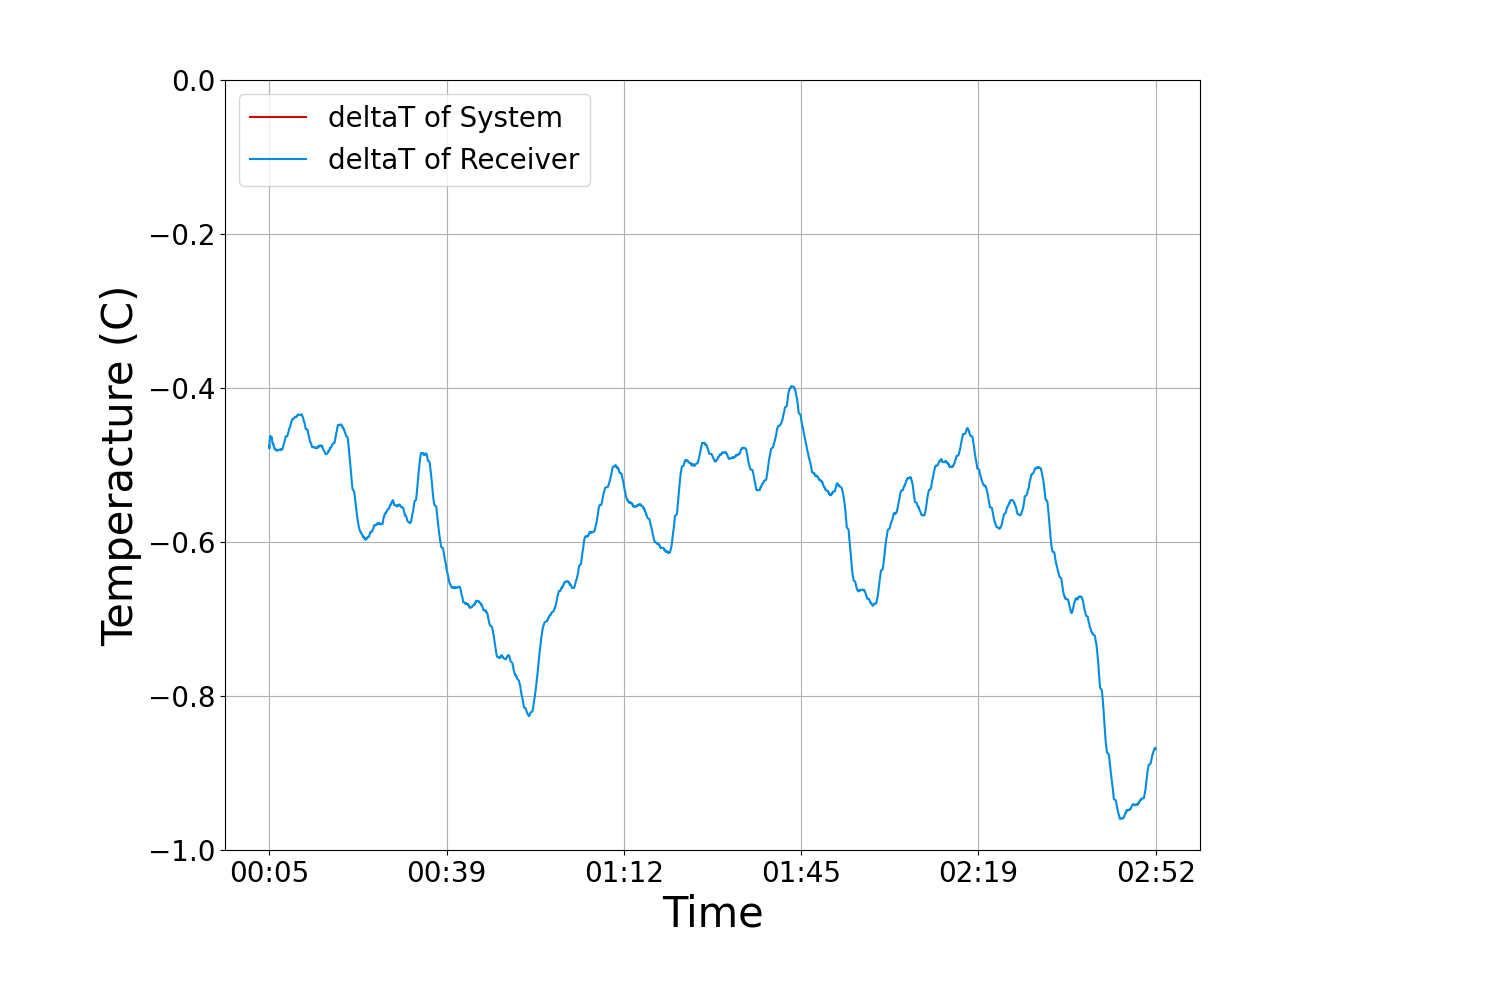 deltaT of System
deltaT of Receiver
0.0
−0.2
−0.4
−0.6
−0.8
−1.0
Temperacture (C)
00:05 00:39 01:12 01:45 02:19 02:52
Time